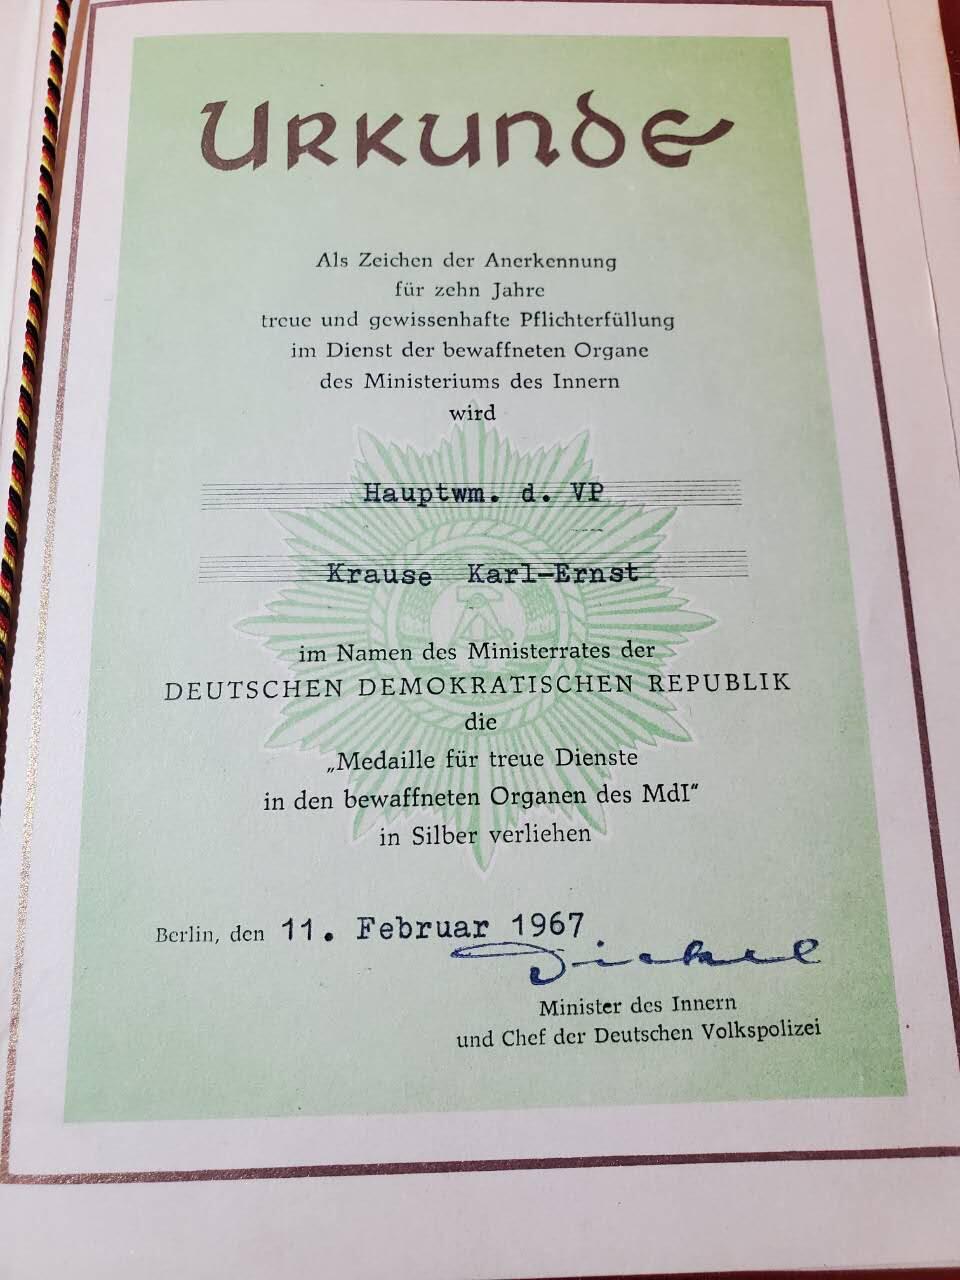 Urkunde
Als Zeichen der Anerkennung
für zehn Jahre
treue und gewissenhafte Pflichterfüllung
im Dienst der bewaffneten Organe
des Ministeriums des Innern
wird
Hauptwm. d. VP
Krause Karl-Ernst
im Namen des Ministerrates der
DEUTSCHEN DEMOKRATISCHEN REPUBLIK
die
„Medaille für treue Dienste
in den bewaffneten Organen des MdI“
in Silber verliehen
Berlin, den 11. Februar 1967
Dickel
Minister des Innern
und Chef der Deutschen Volkspolizei